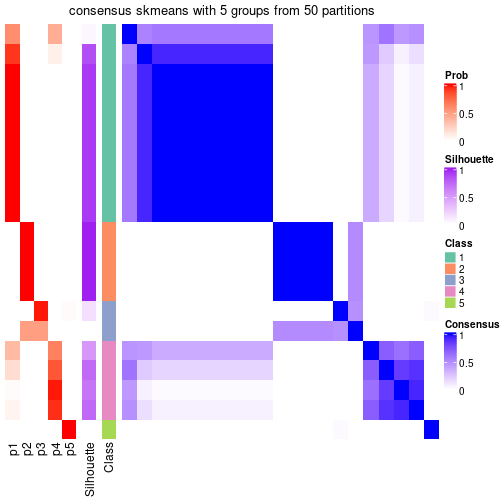 consensus skmeans with 5 groups from 50 partitions
Prob
1
0.5
0
Silhouette
1
0.5
0
Class
1
2
3
4
5
Consensus
1
0.5
0
p1
p2
p3
p4
p5
Silhouette
Class